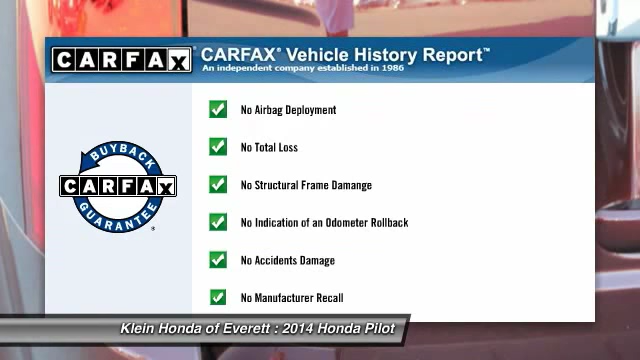 CARFAX
CARFAX® Vehicle History Report™
An independent company established in 1986
No Airbag Deployment
No Total Loss
No Structural Frame Damange
No Indication of an Odometer Rollback
No Accidents Damage
No Manufacturer Recall
BUYBACK
CARFAX
GUARANTEE®
Klein Honda of Everett : 2014 Honda Pilot